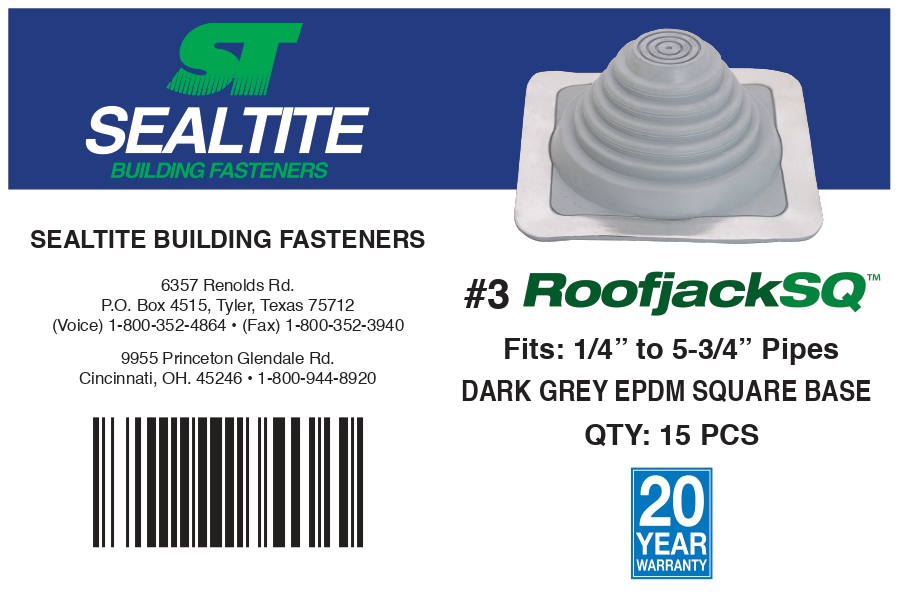 ST
SEALTITE
BUILDING FASTENERS
SEALTITE BUILDING FASTENERS
6357 Renolds Rd.
P.O. Box 4515, Tyler, Texas 75712
(Voice) 1-800-352-4864 • (Fax) 1-800-352-3940
9955 Princeton Glendale Rd.
Cincinnati, OH. 45246 • 1-800-944-8920
#3 RoofjackSQ™
Fits: 1/4” to 5-3/4” Pipes
DARK GREY EPDM SQUARE BASE
QTY: 15 PCS
20
YEAR
WARRANTY